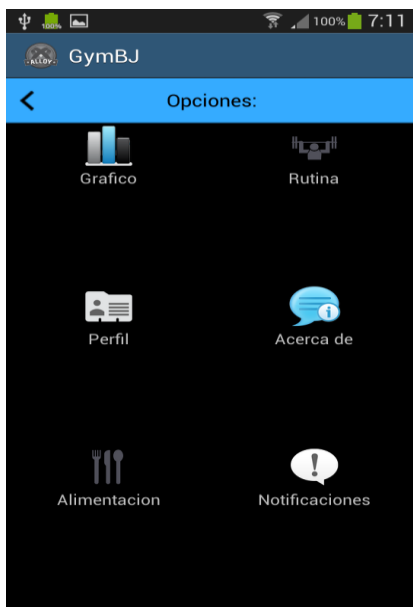 100%
100% 7:11
ALLOY
GymBJ
Opciones:
Grafico Rutina
Perfil Acerca de
Alimentacion Notificaciones